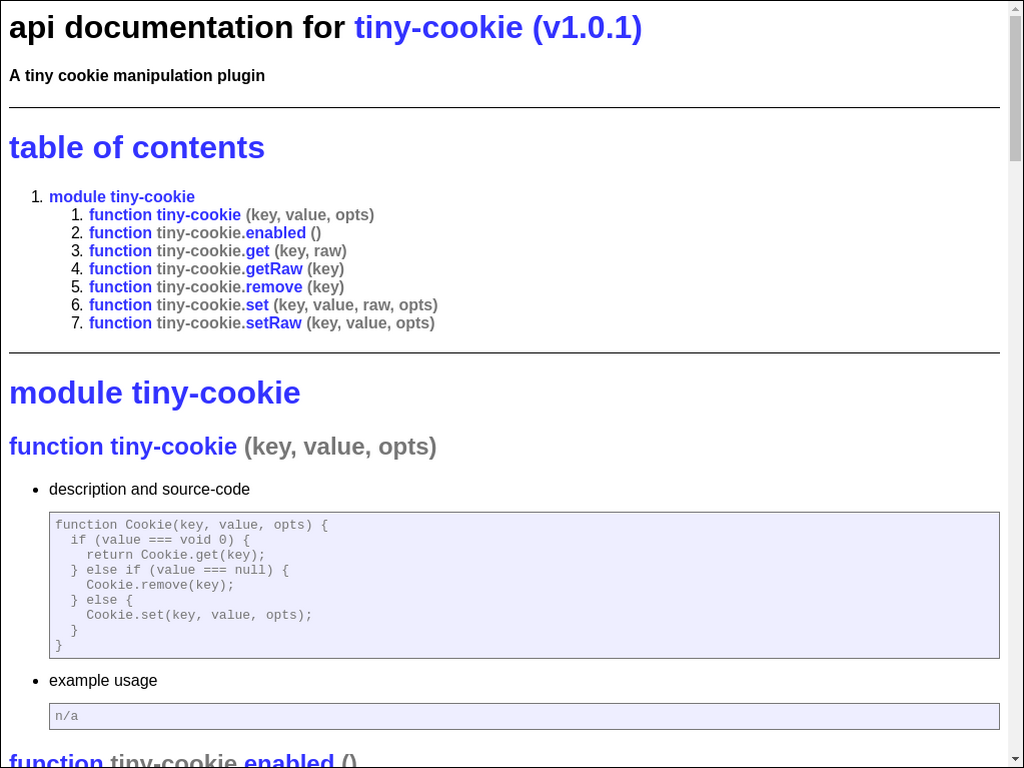 api documentation for tiny-cookie (v1.0.1)
A tiny cookie manipulation plugin
table of contents
1. module tiny-cookie
1. function tiny-cookie (key, value, opts)
2. function tiny-cookie.enabled ()
3. function tiny-cookie.get (key, raw)
4. function tiny-cookie.getRaw (key)
5. function tiny-cookie.remove (key)
6. function tiny-cookie.set (key, value, raw, opts)
7. function tiny-cookie.setRaw (key, value, opts)
module tiny-cookie
function tiny-cookie (key, value, opts)
• description and source-code
function Cookie(key, value, opts) {
  if (value === void 0) {
    return Cookie.get(key);
  } else if (value === null) {
    Cookie.remove(key);
  } else {
    Cookie.set(key, value, opts);
  }
}
• example usage
n/a
function tiny-cookie.enabled ()